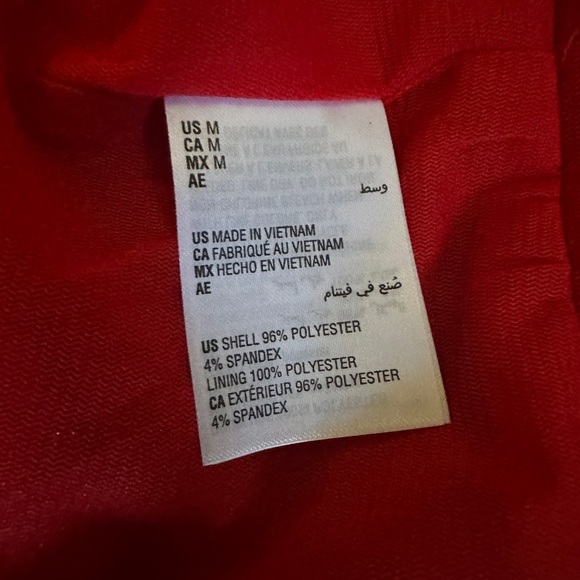 US M
CA M
MX M
AE
وسط
US MADE IN VIETNAM
CA FABRIQUÉ AU VIETNAM
MX HECHO EN VIETNAM
AE
صُنع في فيتنام
US SHELL 96% POLYESTER
4% SPANDEX
LINING 100% POLYESTER
CA EXTÉRIEUR 96% POLYESTER
4% SPANDEX